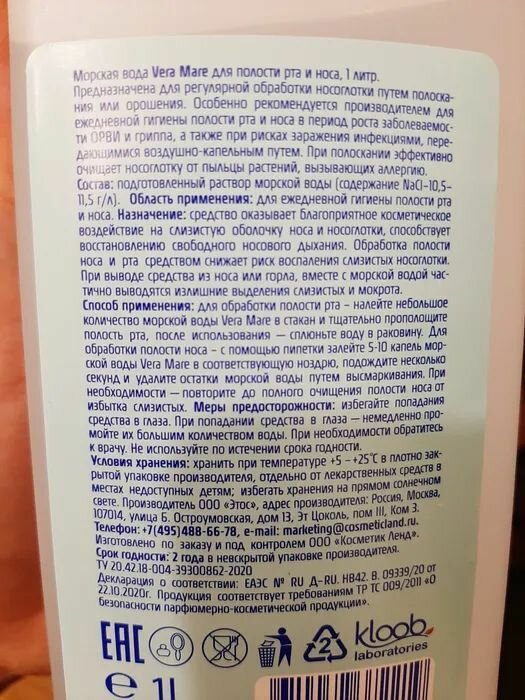 Морская вода Vera Mare для полости рта и носа, 1 литр.
Предназначена для регулярной обработки носоглотки путем полоска-
ния или орошения. Особенно рекомендуется производителем для
ежедневной гигиены полости рта и носа в период роста заболеваемос-
ти ОРВИ и гриппа, а также при рисках заражения инфекциями, пере-
дающимися воздушно-капельным путем. При полоскании эффективно
очищает носоглотку от пыльцы растений, вызывающих аллергию.
Состав: подготовленный раствор морской воды (содержание NaCl-10,5-
11,5 г/л). Область применения: для ежедневной гигиены полости рта
и носа. Назначение: средство оказывает благоприятное косметическое
воздействие на слизистую оболочку носа и носоглотки, способствует
восстановлению свободного носового дыхания. Обработка полости
носа и рта средством снижает риск воспаления слизистых носоглотки.
При выводе средства из носа или горла, вместе с морской водой час-
тично выводятся излишние выделения слизистых и мокрота.
Способ применения: для обработки полости рта – налейте небольшое
количество морской воды Vera Mare в стакан и тщательно прополощите
полость рта, после использования – сплюньте воду в раковину. Для
обработки полости носа – с помощью пипетки залейте 5-10 капель мор-
ской воды Vera Mare в соответствующую ноздрю, подождите несколько
секунд и удалите остатки морской воды путем высмаркивания. При
необходимости – повторите до полного очищения полости носа от
избытка слизистых. Меры предосторожности: избегайте попадания
средства в глаза. При попадании средства в глаза – немедленно про-
мойте их большим количеством воды. При необходимости обратитесь
к врачу. Не используйте по истечении срока годности.
Условия хранения: хранить при температуре +5 – +25°С в плотно зак-
рытой упаковке производителя, отдельно от лекарственных средств в
местах недоступных детям; избегать хранения на прямом солнечном
свете. Производитель ООО «Этос», адрес производителя: Россия, Москва,
107014, улица Б. Остроумовская, дом 13, Эт Цоколь, пом III, Ком 3.
Телефон: +7(495)488-66-78, e-mail: marketing@cosmeticland.ru.
Изготовлено по заказу и под контролем ООО «Косметик Ленд».
Срок годности: 2 года в невскрытой упаковке производителя.
ТУ 20.42.18-004-39300862-2020
Декларация о соответствии: ЕАЭС № RU Д-RU. НВ42. В. 09339/20 от
22.10.2020г. Продукция соответствует требованиям ТР ТС 009/2011 «О
безопасности парфюмерно-косметической продукции».
EAC
2
kloob
laboratories
℮ 1L